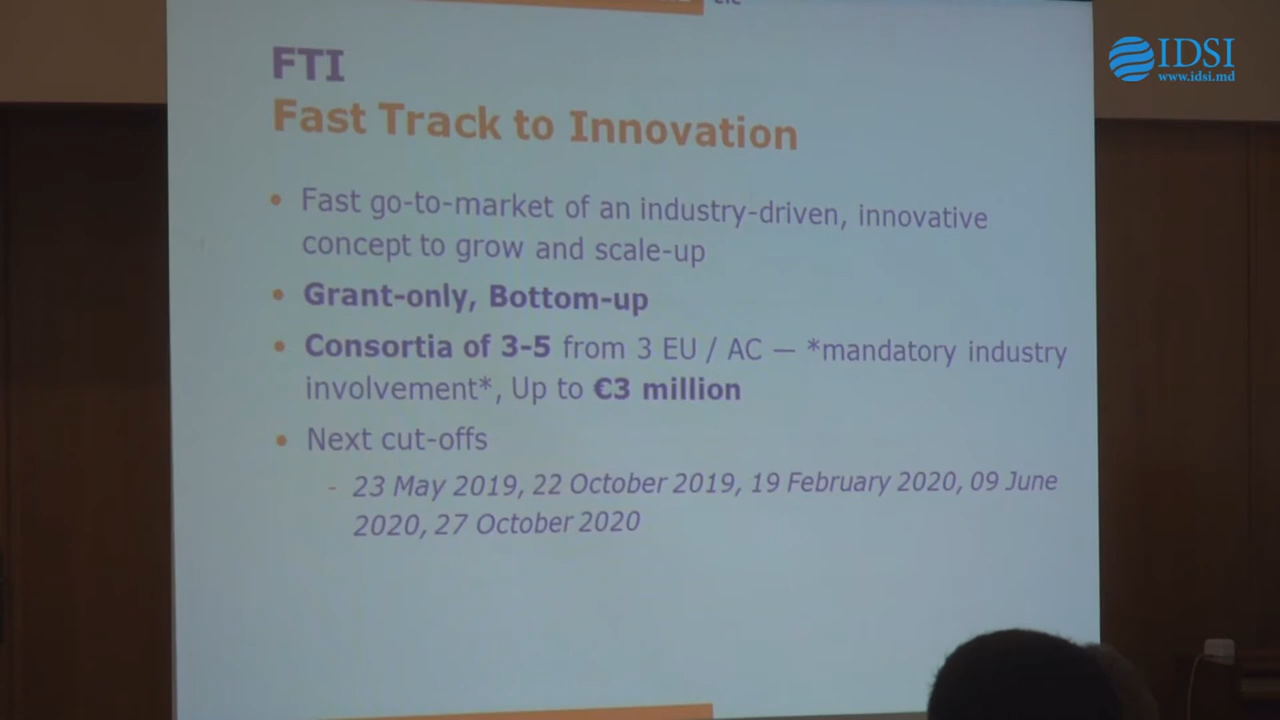 IDSI
www.idsi.md
FTI
Fast Track to Innovation
• Fast go-to-market of an industry-driven, innovative
concept to grow and scale-up
• Grant-only, Bottom-up
• Consortia of 3-5 from 3 EU / AC — *mandatory industry
involvement*, Up to €3 million
• Next cut-offs
- 23 May 2019, 22 October 2019, 19 February 2020, 09 June
2020, 27 October 2020